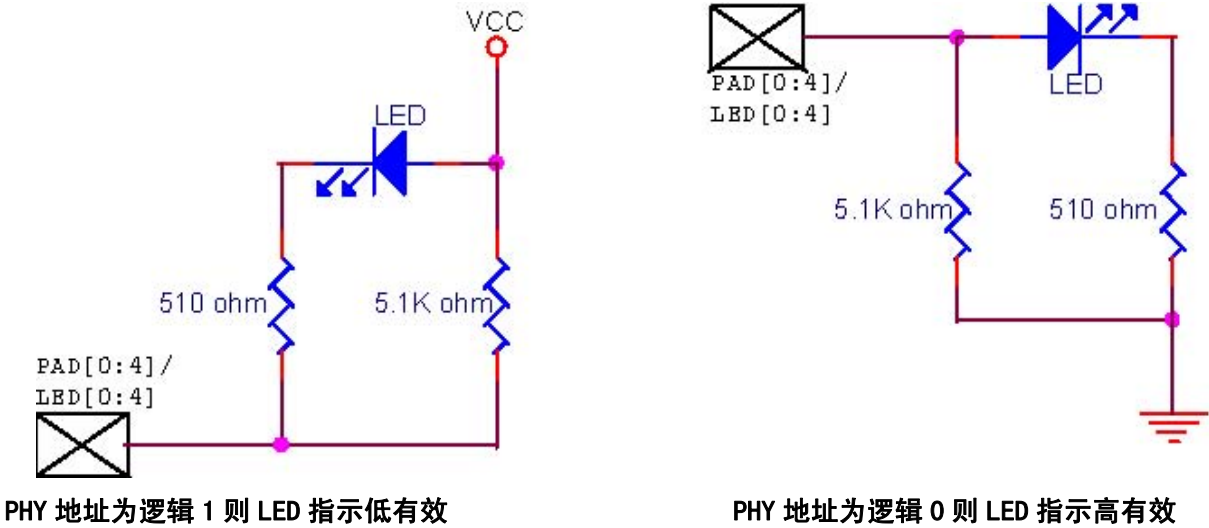 VCC
LED
510 ohm
5.1K ohm
PAD[0:4]/
LED[0:4]
PHY 地址为逻辑 1 则 LED 指示低有效
PAD[0:4]/
LED[0:4]
LED
5.1K ohm
510 ohm
PHY 地址为逻辑 0 则 LED 指示高有效